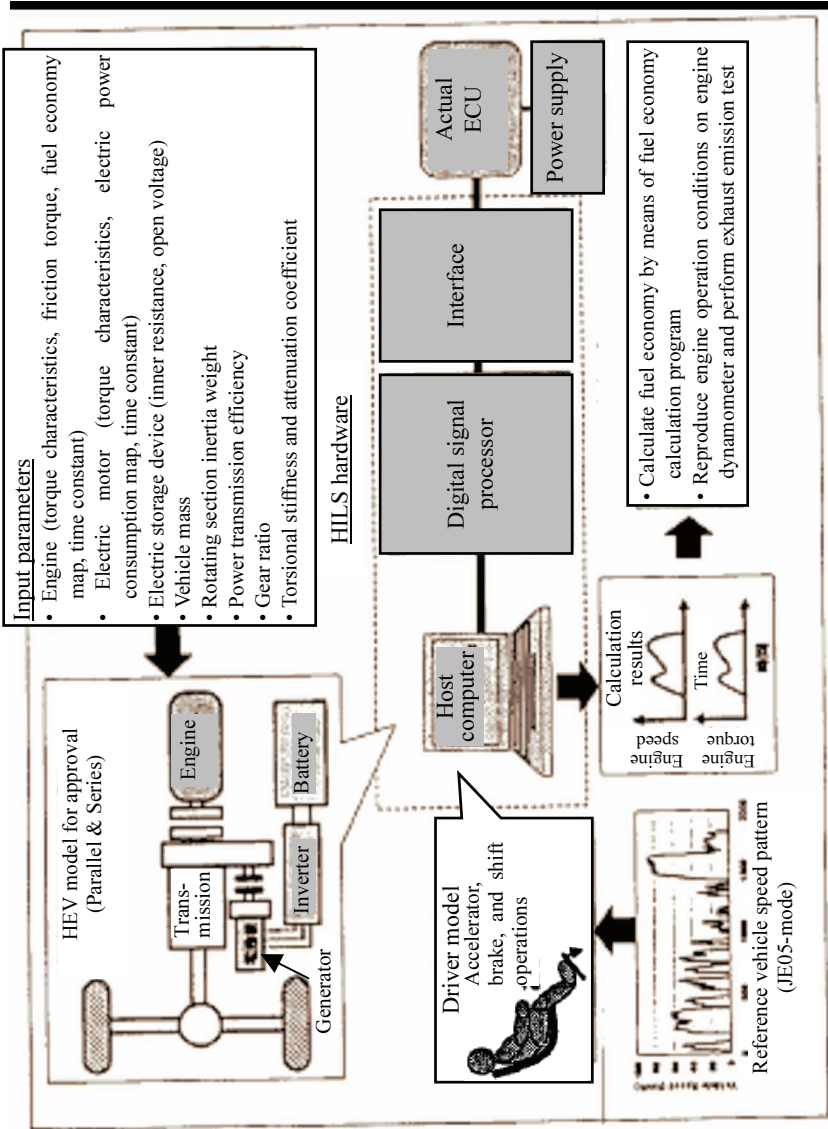 Input parameters
• Engine (torque characteristics, friction torque, fuel economy
map, time constant)
• Electric motor (torque characteristics, electric power
consumption map, time constant)
• Electric storage device (inner resistance, open voltage)
• Vehicle mass
• Rotating section inertia weight
• Power transmission efficiency
• Gear ratio
• Torsional stiffness and attenuation coefficient
HEV model for approval
(Parallel & Series)
Engine
Trans-
mission
Battery
Inverter
Generator
HILS hardware
Host
computer
Digital signal
processor
Interface
Actual
ECU
Power supply
Driver model
Accelerator,
brake, and shift
operations
Reference vehicle speed pattern
(JE05-mode)
Calculation
results
Engine
speed
Time
Engine
torque
時間
• Calculate fuel economy by means of fuel economy
calculation program
• Reproduce engine operation conditions on engine
dynamometer and perform exhaust emission test